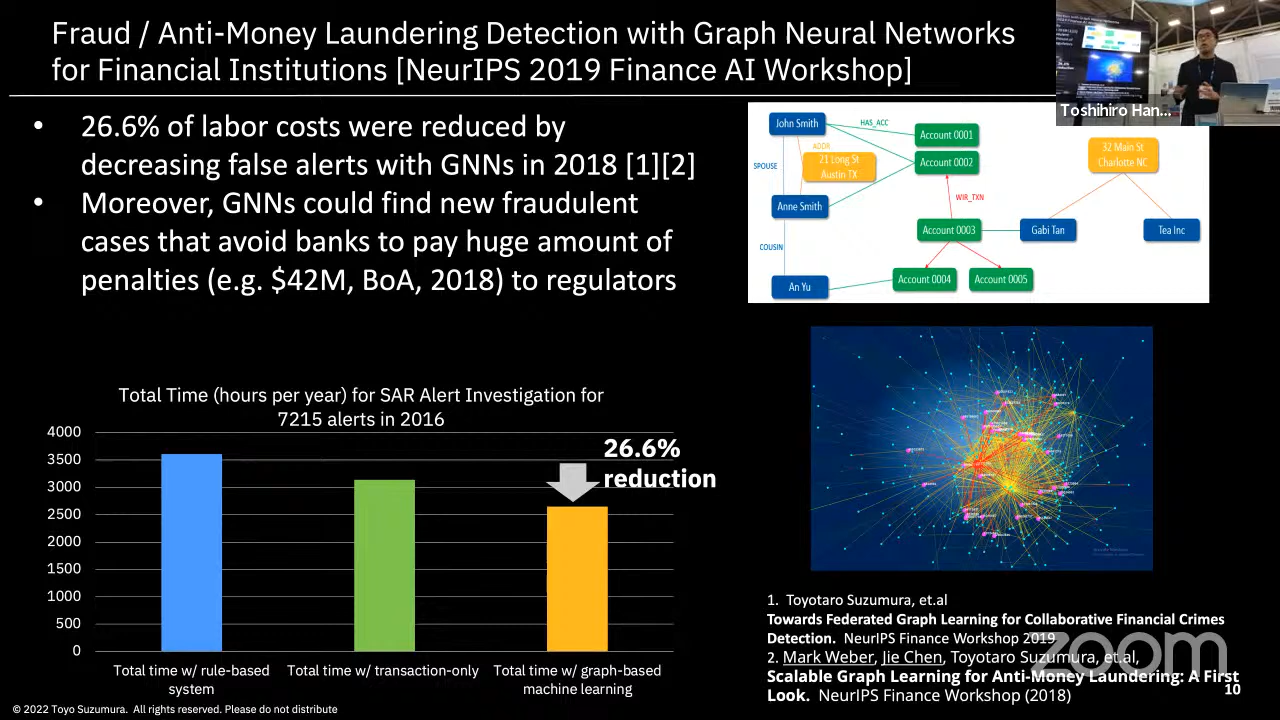 Fraud / Anti-Money Laundering Detection with Graph Neural Networks
for Financial Institutions [NeurIPS 2019 Finance AI Workshop]
Toshihiro Han...
• 26.6% of labor costs were reduced by
decreasing false alerts with GNNs in 2018 [1][2]
• Moreover, GNNs could find new fraudulent
cases that avoid banks to pay huge amount of
penalties (e.g. $42M, BoA, 2018) to regulators
John Smith
HAS_ACC
Account 0001
ADDR
21 Long St
Austin TX
Account 0002
32 Main St
Charlotte NC
SPOUSE
WIR_TXN
Anne Smith
Account 0003
Gabi Tan
Tea Inc
COUSIN
An Yu
Account 0004
Account 0005
Total Time (hours per year) for SAR Alert Investigation for
7215 alerts in 2016
4000
3500
3000
2500
2000
1500
1000
500
0
26.6%
reduction
Total time w/ rule-based
system
Total time w/ transaction-only
Total time w/ graph-based
machine learning
1. Toyotaro Suzumura, et.al
Towards Federated Graph Learning for Collaborative Financial Crimes
Detection. NeurIPS Finance Workshop 2019
2. Mark Weber, Jie Chen, Toyotaro Suzumura, et.al,
Scalable Graph Learning for Anti-Money Laundering: A First
Look. NeurIPS Finance Workshop (2018)
zoom
10
© 2022 Toyo Suzumura. All rights reserved. Please do not distribute